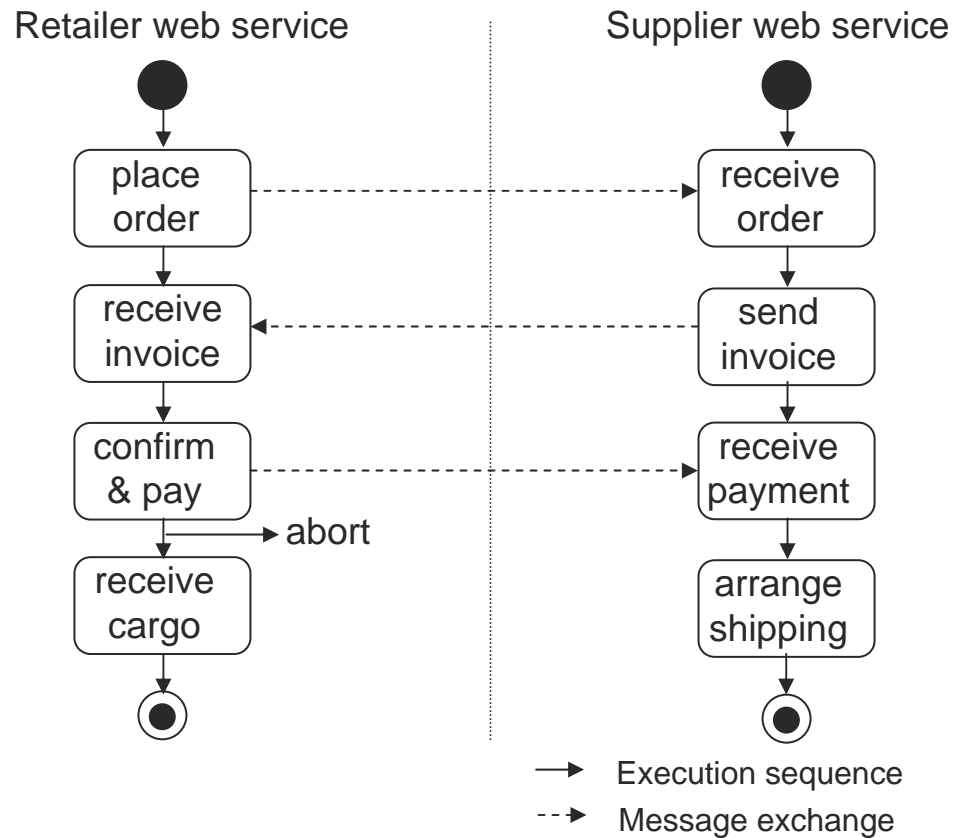 Retailer web service
Supplier web service
place
order
receive
order
receive
invoice
send
invoice
confirm
& pay
receive
payment
abort
receive
cargo
arrange
shipping
Execution sequence
Message exchange